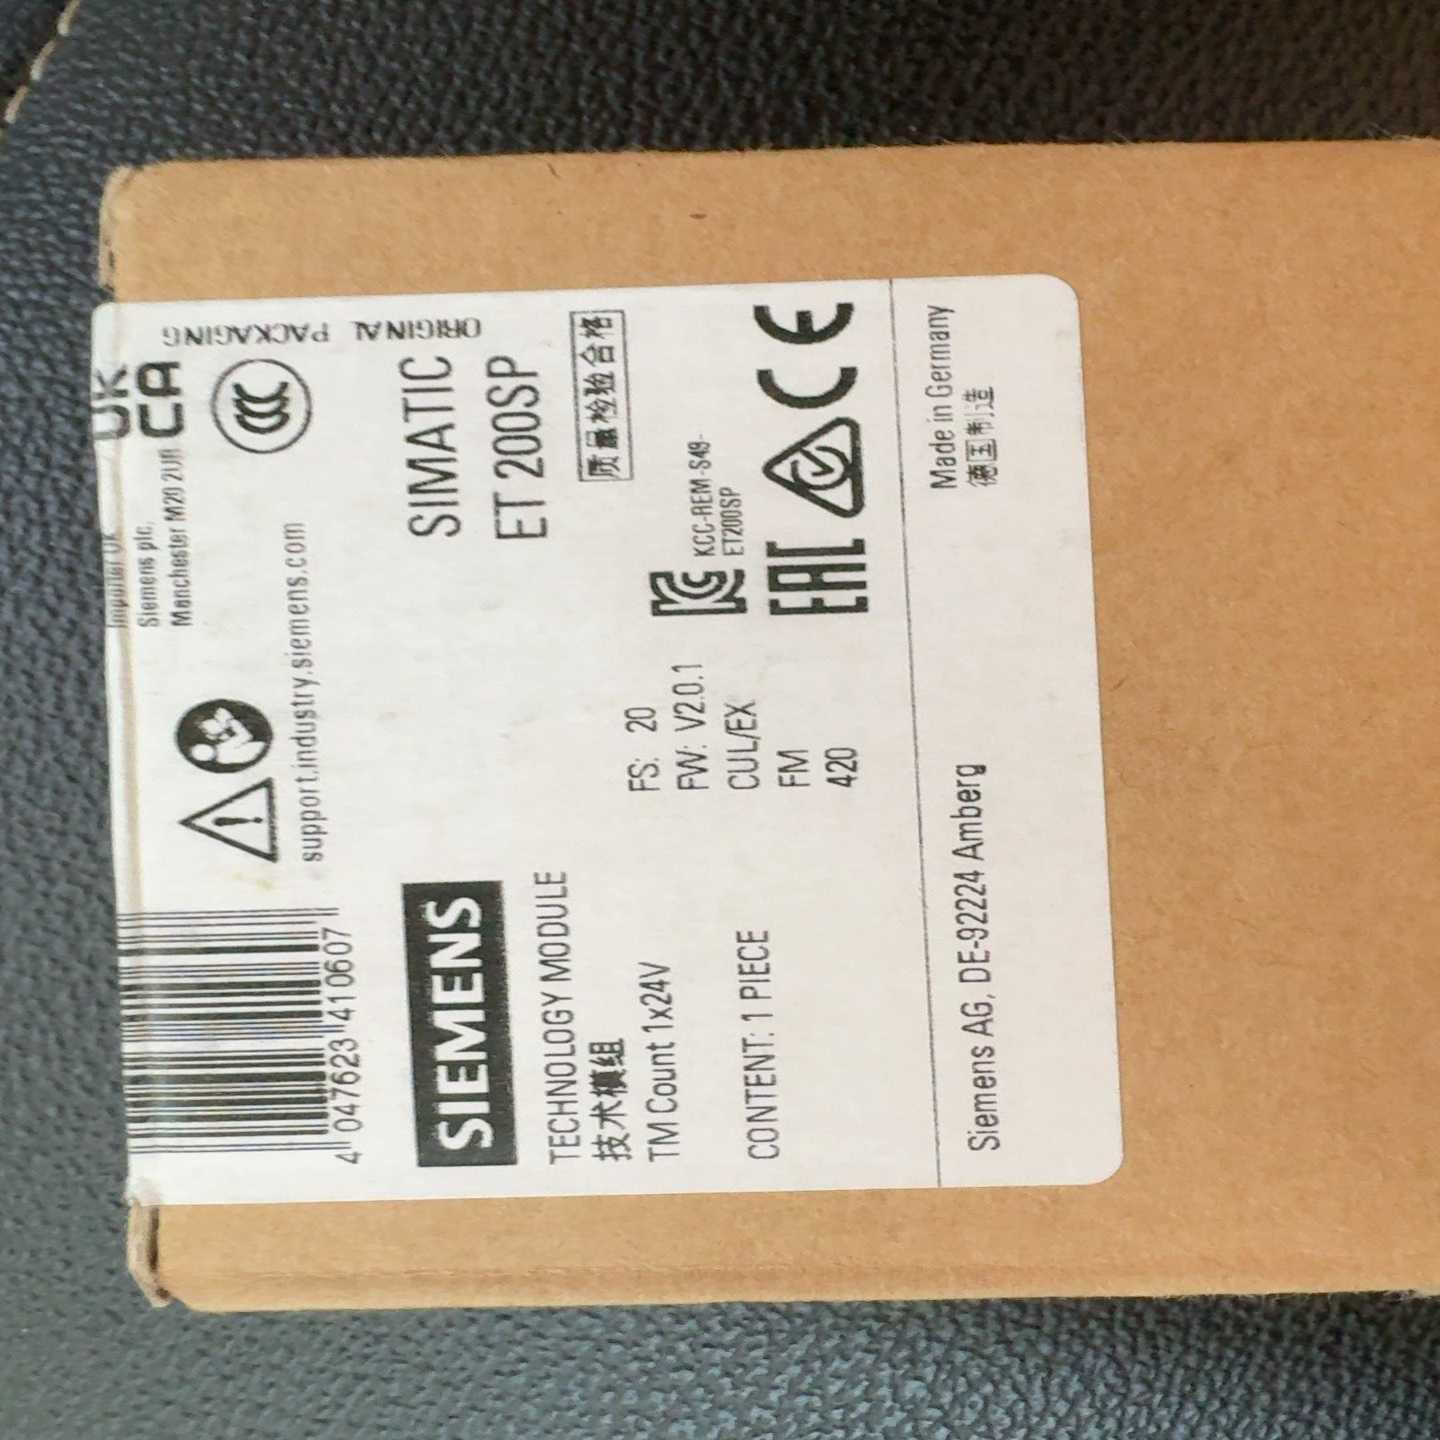 4 047623 410607
support.industry.siemens.com
Importer UK
Siemens plc,
Manchester M20 2UR
UK
CA
CCC
ORIGINAL PACKAGING
SIEMENS
SIMATIC
ET 200SP
TECHNOLOGY MODULE
技术模组
TM Count 1x24V
CONTENT: 1 PIECE
FS: 20
FW: V2.0.1
CUL/EX
FM
420
质量检验合格
KCC-REM-S49-
ET200SP
EAC
CE
Siemens AG, DE-92224 Amberg
Made in Germany
德国制造